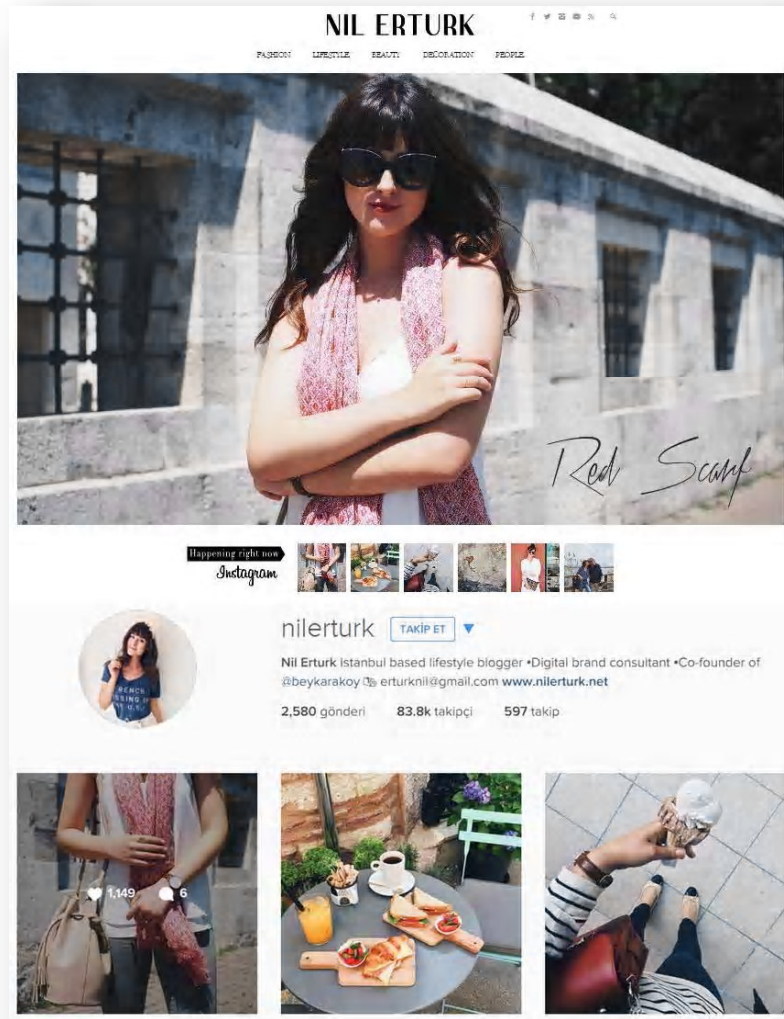 NIL ERTURK
FASHION LIFESTYLE BEAUTY DECORATION PEOPLE
Red Scarf
Happening right now
Instagram
nilerturk TAKİP ET
Nil Erturk Istanbul based lifestyle blogger •Digital brand consultant •Co-founder of
@beykarakoy erturknil@gmail.com www.nilerturk.net
2,580 gönderi 83.8k takipçi 597 takip
1,149 6